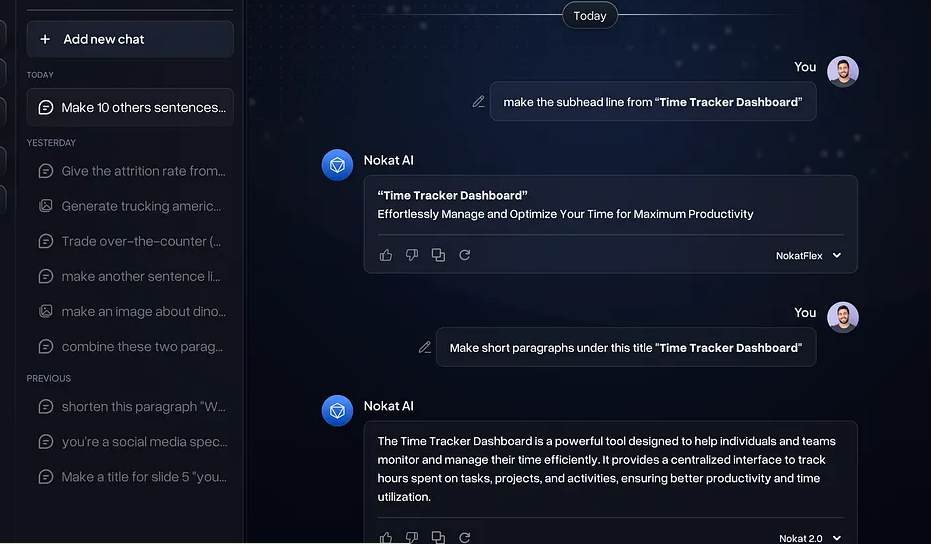 Add new chat
TODAY
Make 10 others sentences...
YESTERDAY
Give the attrition rate from...
Generate trucking americ...
Trade over-the-counter (...
make another sentence li...
make an image about dino...
combine these two parag...
PREVIOUS
shorten this paragraph "W...
you're a social media spec...
Make a title for slide 5 "you...
Today
You
make the subhead line from “Time Tracker Dashboard”
Nokat AI
“Time Tracker Dashboard”
Effortlessly Manage and Optimize Your Time for Maximum Productivity
NokatFlex
You
Make short paragraphs under this title "Time Tracker Dashboard"
Nokat AI
The Time Tracker Dashboard is a powerful tool designed to help individuals and teams
monitor and manage their time efficiently. It provides a centralized interface to track
hours spent on tasks, projects, and activities, ensuring better productivity and time
utilization.
Nokat 2.0